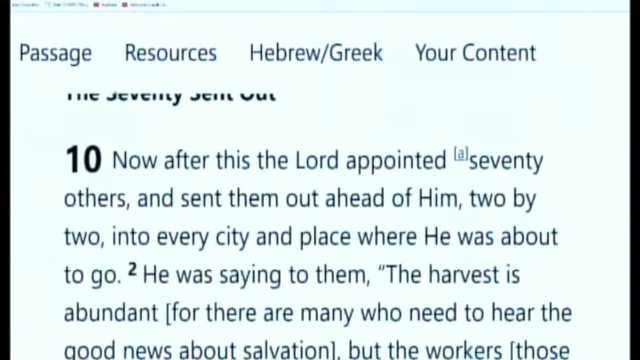 Passage Resources Hebrew/Greek Your Content
The Seventy Sent Out
10 Now after this the Lord appointed [a]seventy
others, and sent them out ahead of Him, two by
two, into every city and place where He was about
to go. 2 He was saying to them, “The harvest is
abundant [for there are many who need to hear the
good news about salvation], but the workers [those